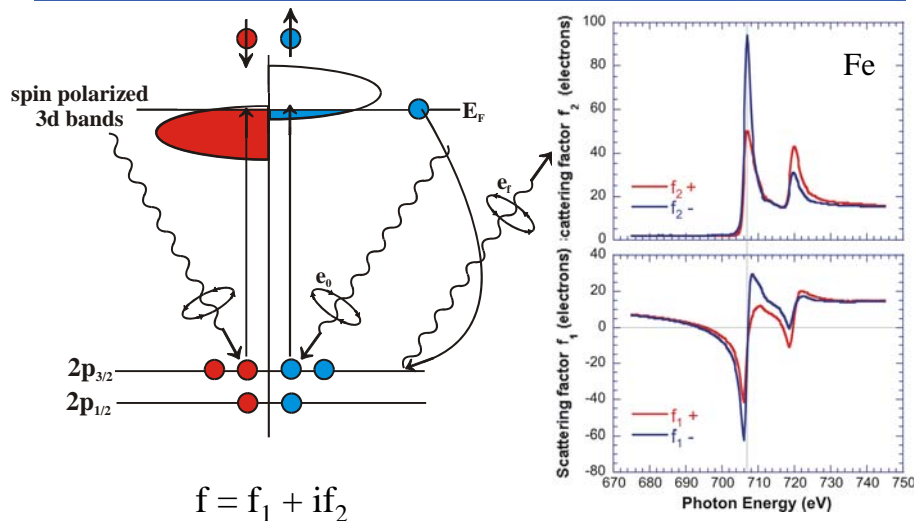 spin polarized
3d bands
E_F
e_f
e_0
2p_3/2
2p_1/2
f = f_1 + if_2
Fe
cattering factor f_2 (electrons)
100
80
60
40
20
0
f_2 +
f_2 -
Scattering factor f_1 (electrons)
40
20
0
-20
-40
-60
-80
f_1 +
f_1 -
670 680 690 700 710 720 730 740 750
Photon Energy (eV)